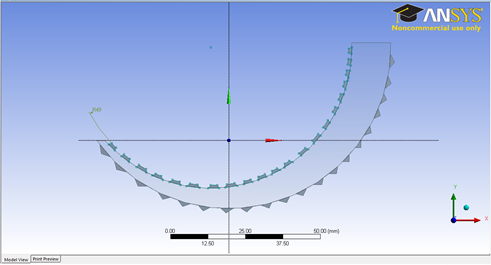 ANSYS
Noncommercial use only
Y
X
0.00 25.00 50.00 (mm)
12.50 37.50
Model View Print Preview